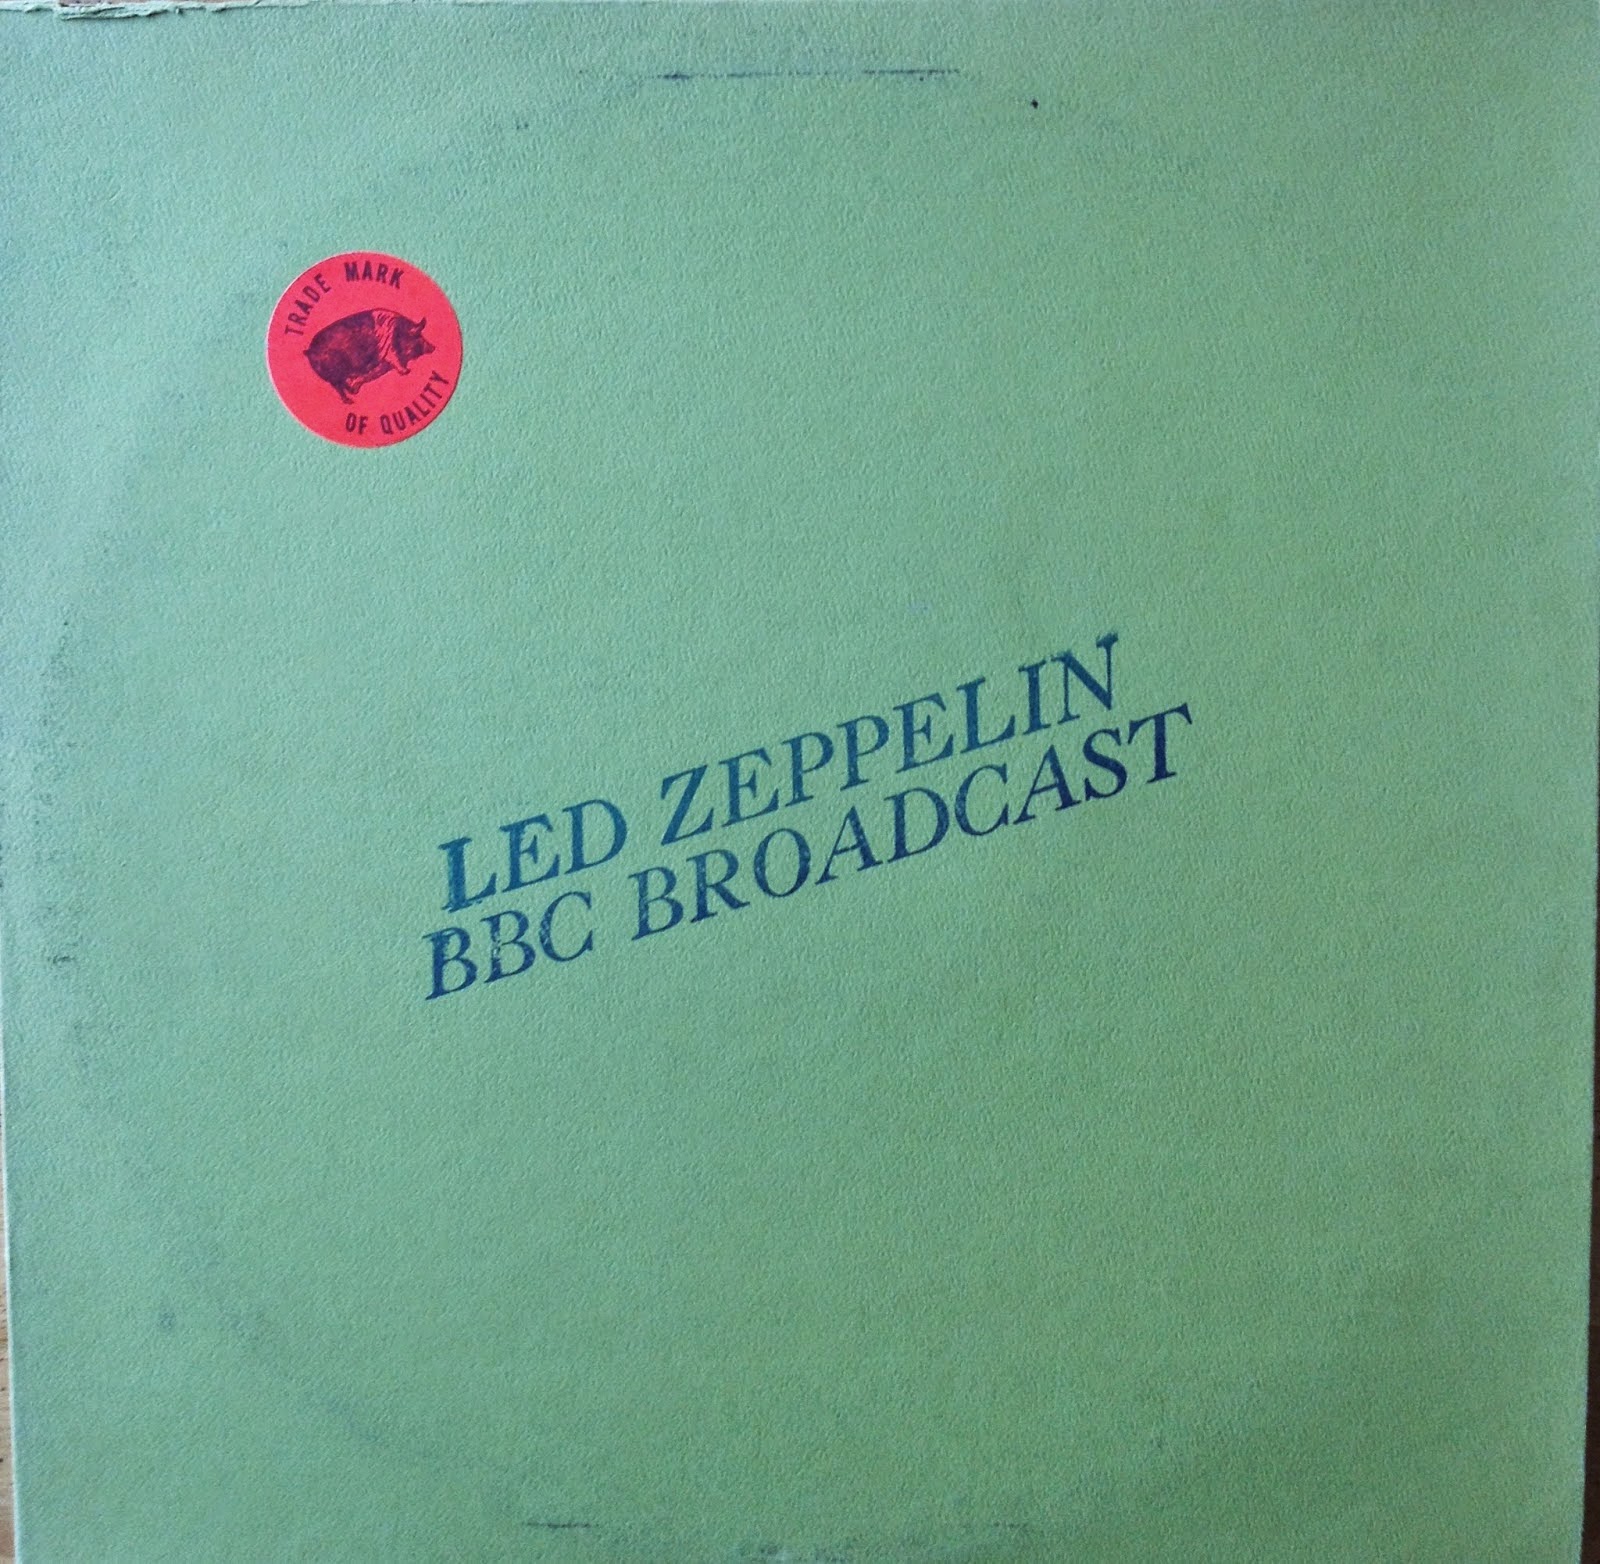 TRADE MARK
OF QUALITY
LED ZEPPELIN
BBC BROADCAST